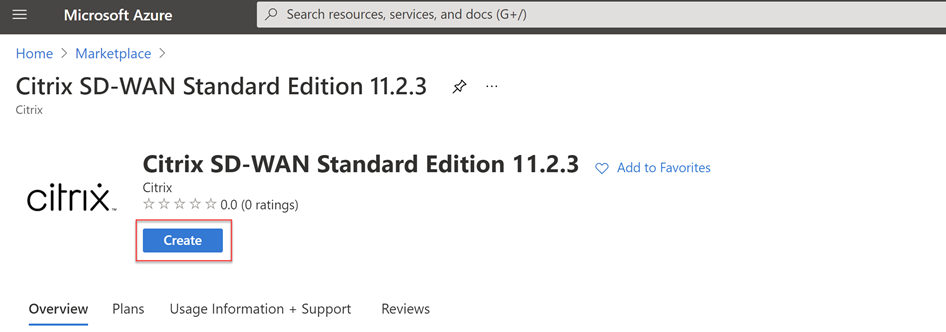 Microsoft Azure
Search resources, services, and docs (G+/)
Home > Marketplace >
Citrix SD-WAN Standard Edition 11.2.3 ...
Citrix
citrix™
Citrix SD-WAN Standard Edition 11.2.3
Add to Favorites
Citrix
0.0 (0 ratings)
Create
Overview Plans Usage Information + Support Reviews